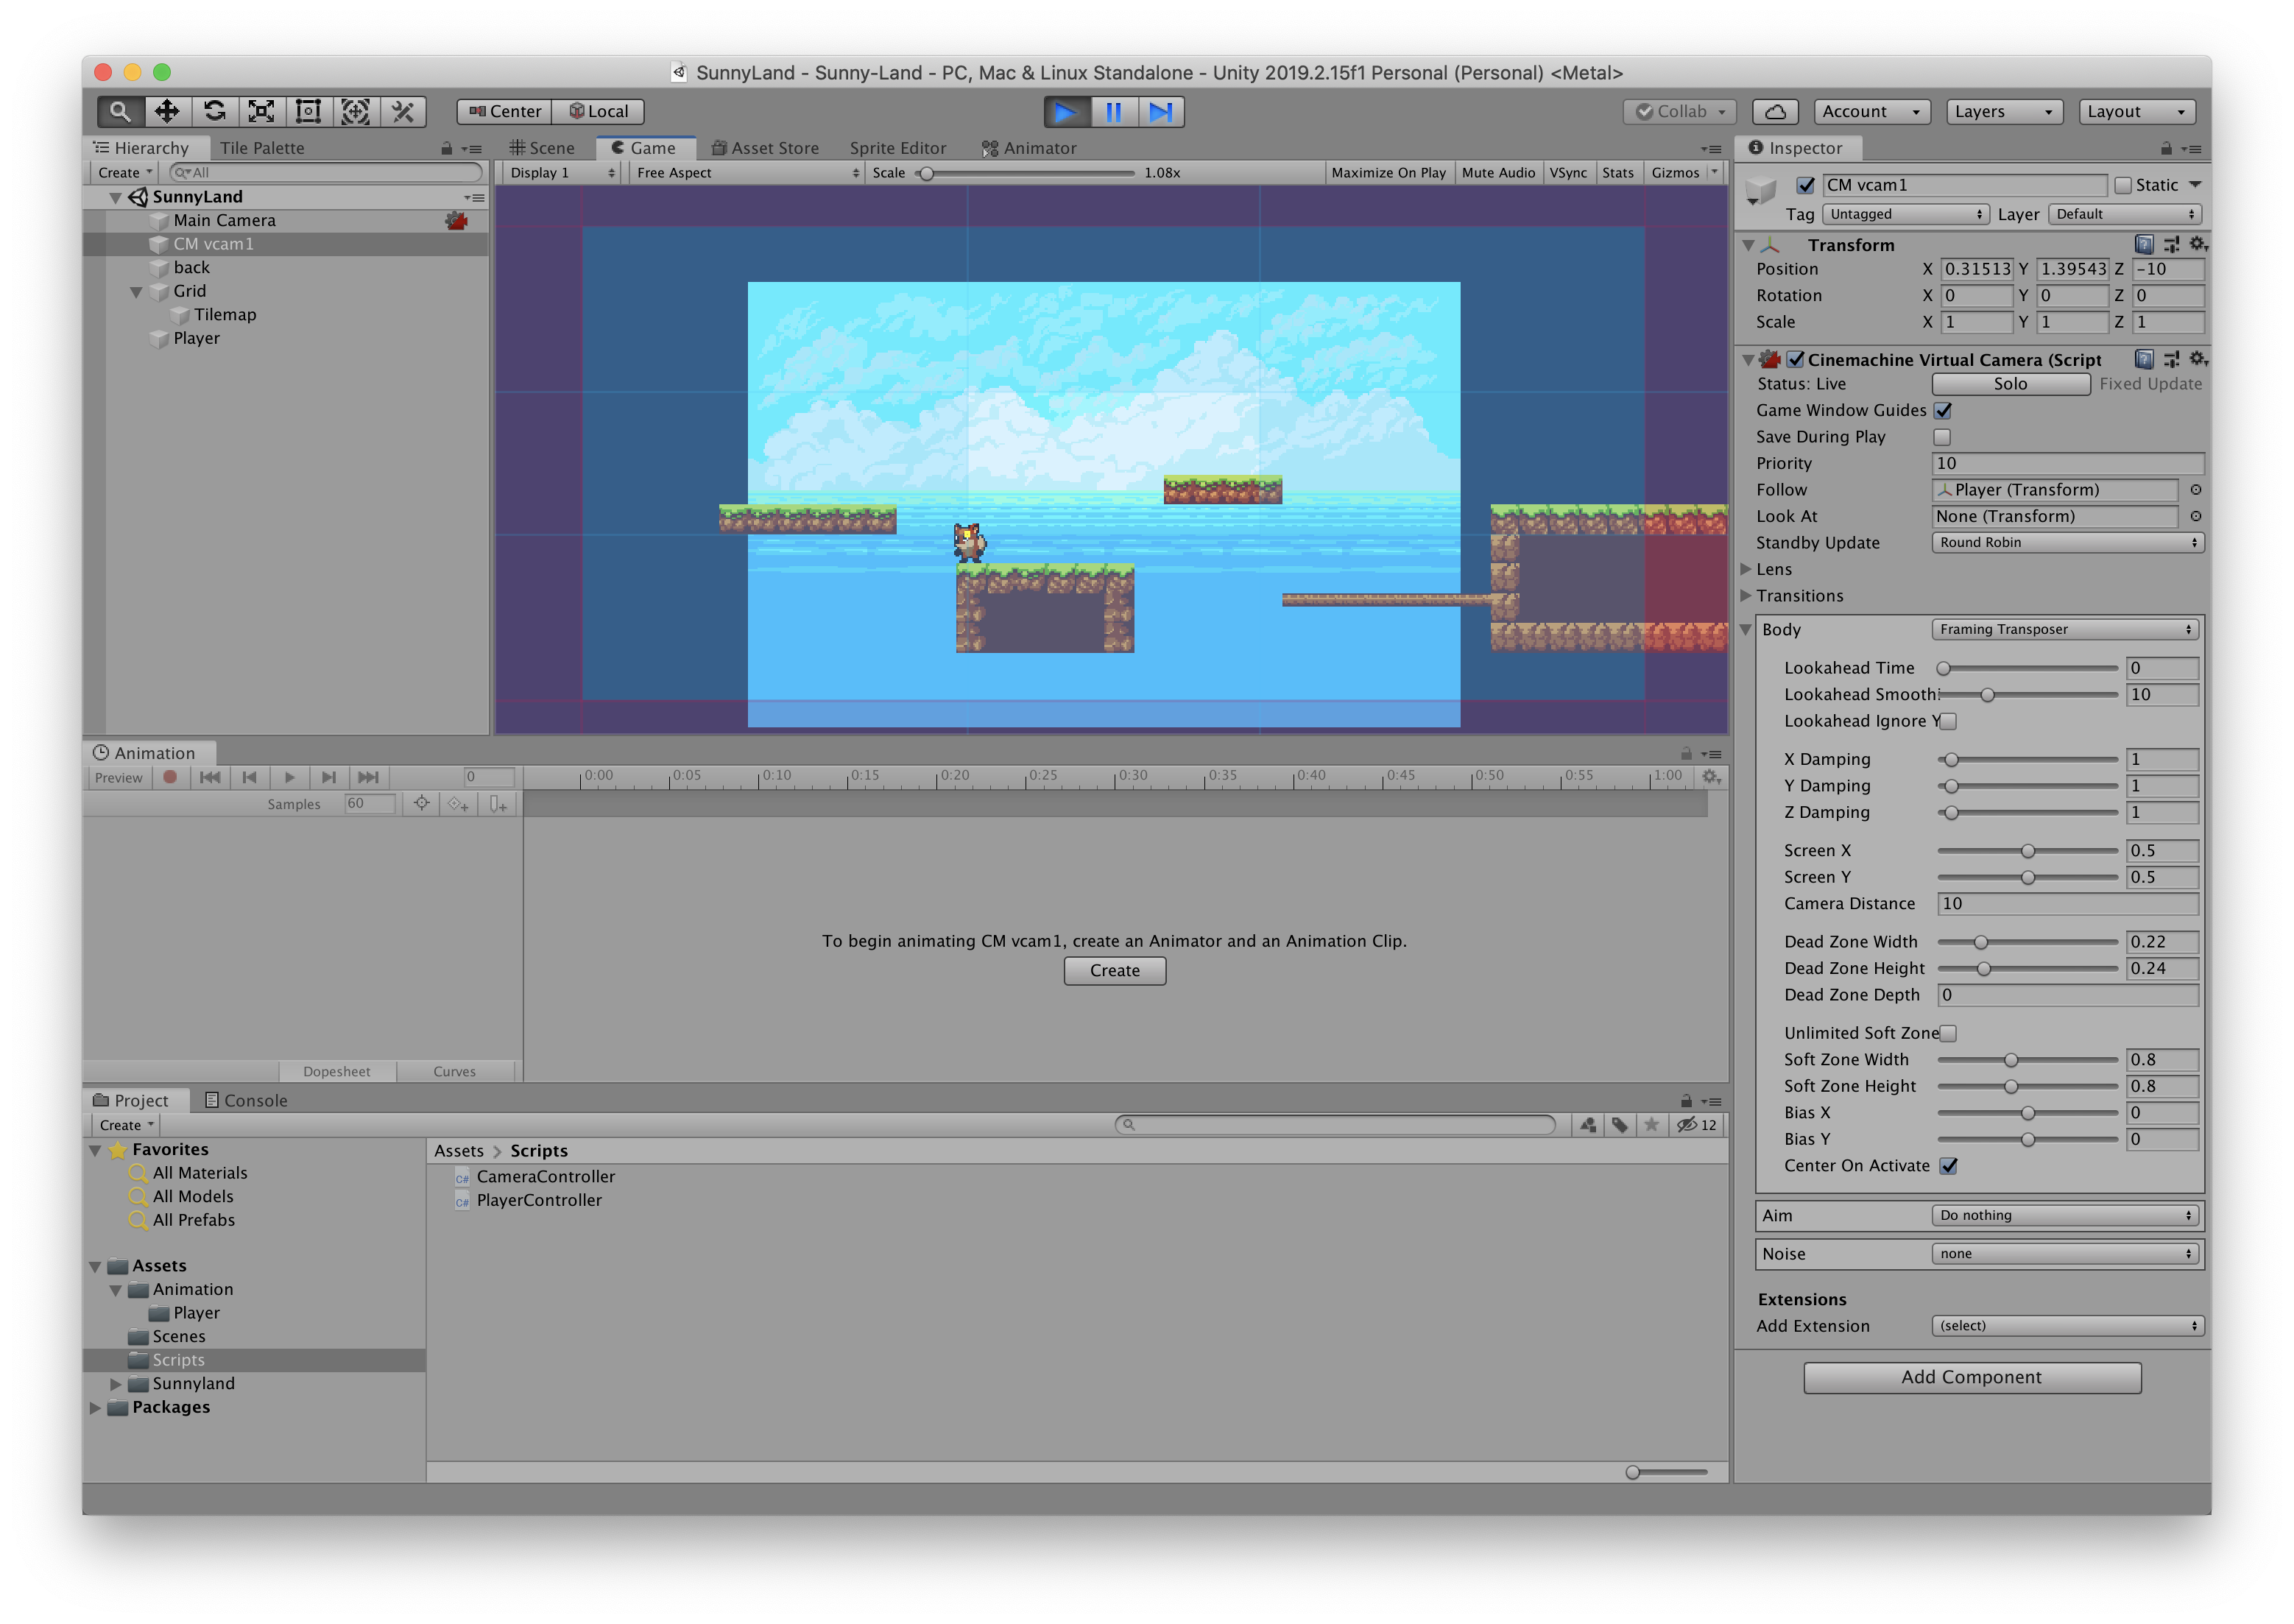 SunnyLand - Sunny-Land - PC, Mac & Linux Standalone - Unity 2019.2.15f1 Personal (Personal) <Metal>
Center Local
Collab Account Layers Layout
Hierarchy Tile Palette
Create All
SunnyLand
Main Camera
CM vcam1
back
Grid
Tilemap
Player
Scene Game Asset Store Sprite Editor Animator
Display 1 Free Aspect Scale 1.08x Maximize On Play Mute Audio VSync Stats Gizmos
Animation
Preview 0 0:00 0:05 0:10 0:15 0:20 0:25 0:30 0:35 0:40 0:45 0:50 0:55 1:00
Samples 60
To begin animating CM vcam1, create an Animator and an Animation Clip.
Create
Dopesheet Curves
Project Console
Create 12
Favorites
All Materials
All Models
All Prefabs
Assets
Animation
Player
Scenes
Scripts
Sunnyland
Packages
Assets > Scripts
C# CameraController
C# PlayerController
Inspector
CM vcam1 Static
Tag Untagged Layer Default
Transform
Position X 0.31513 Y 1.39543 Z -10
Rotation X 0 Y 0 Z 0
Scale X 1 Y 1 Z 1
Cinemachine Virtual Camera (Script
Status: Live Solo Fixed Update
Game Window Guides
Save During Play
Priority 10
Follow Player (Transform)
Look At None (Transform)
Standby Update Round Robin
Lens
Transitions
Body Framing Transposer
Lookahead Time 0
Lookahead Smoothi 10
Lookahead Ignore Y
X Damping 1
Y Damping 1
Z Damping 1
Screen X 0.5
Screen Y 0.5
Camera Distance 10
Dead Zone Width 0.22
Dead Zone Height 0.24
Dead Zone Depth 0
Unlimited Soft Zone
Soft Zone Width 0.8
Soft Zone Height 0.8
Bias X 0
Bias Y 0
Center On Activate
Aim Do nothing
Noise none
Extensions
Add Extension (select)
Add Component